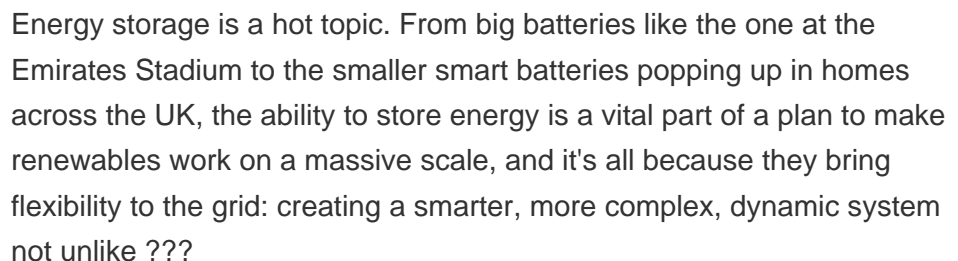 Energy storage is a hot topic. From big batteries like the one at the
Emirates Stadium to the smaller smart batteries popping up in homes
across the UK, the ability to store energy is a vital part of a plan to make
renewables work on a massive scale, and it's all because they bring
flexibility to the grid: creating a smarter, more complex, dynamic system
not unlike ???